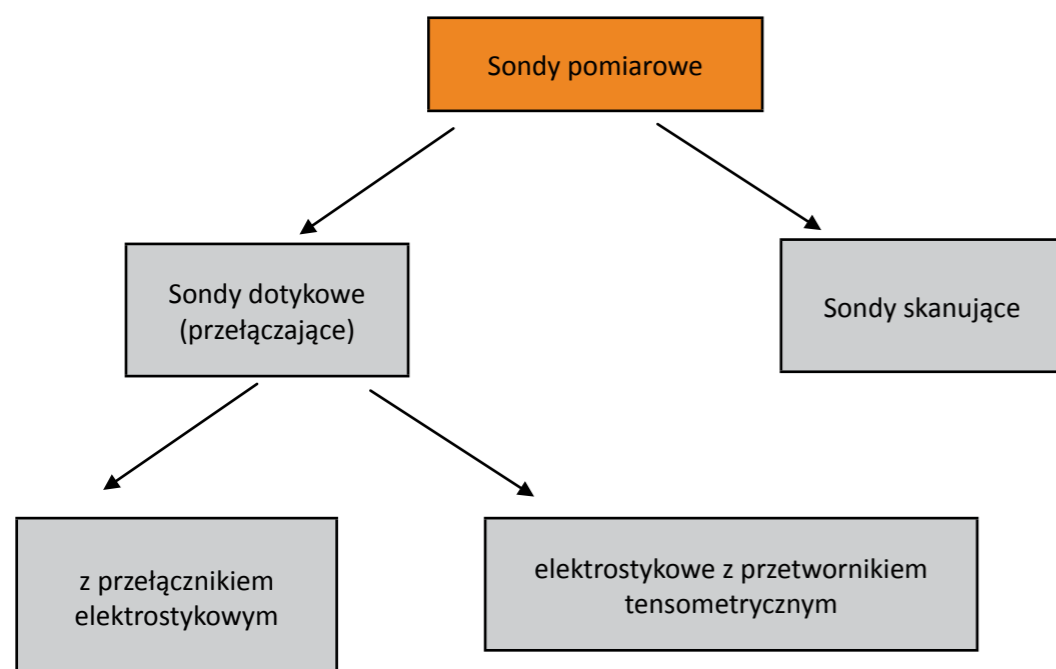 Sondy pomiarowe
Sondy dotykowe
(przełączające)
Sondy skanujące
z przełącznikiem
elektrostykowym
elektrostykowe z przetwornikiem
tensometrycznym